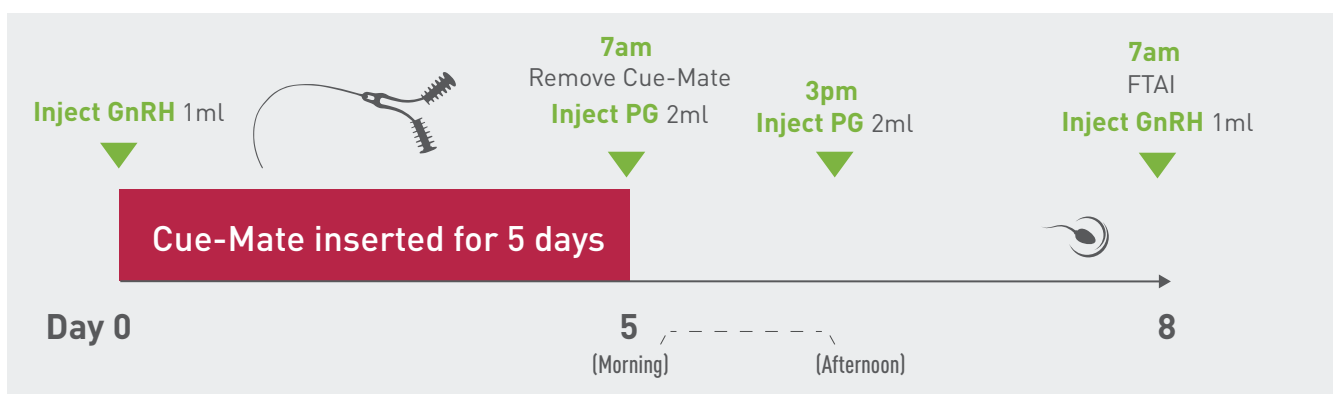 Inject GnRH 1ml
7am
Remove Cue-Mate
Inject PG 2ml
3pm
Inject PG 2ml
7am
FTAI
Inject GnRH 1ml
Cue-Mate inserted for 5 days
Day 0
5
8
(Morning)
(Afternoon)